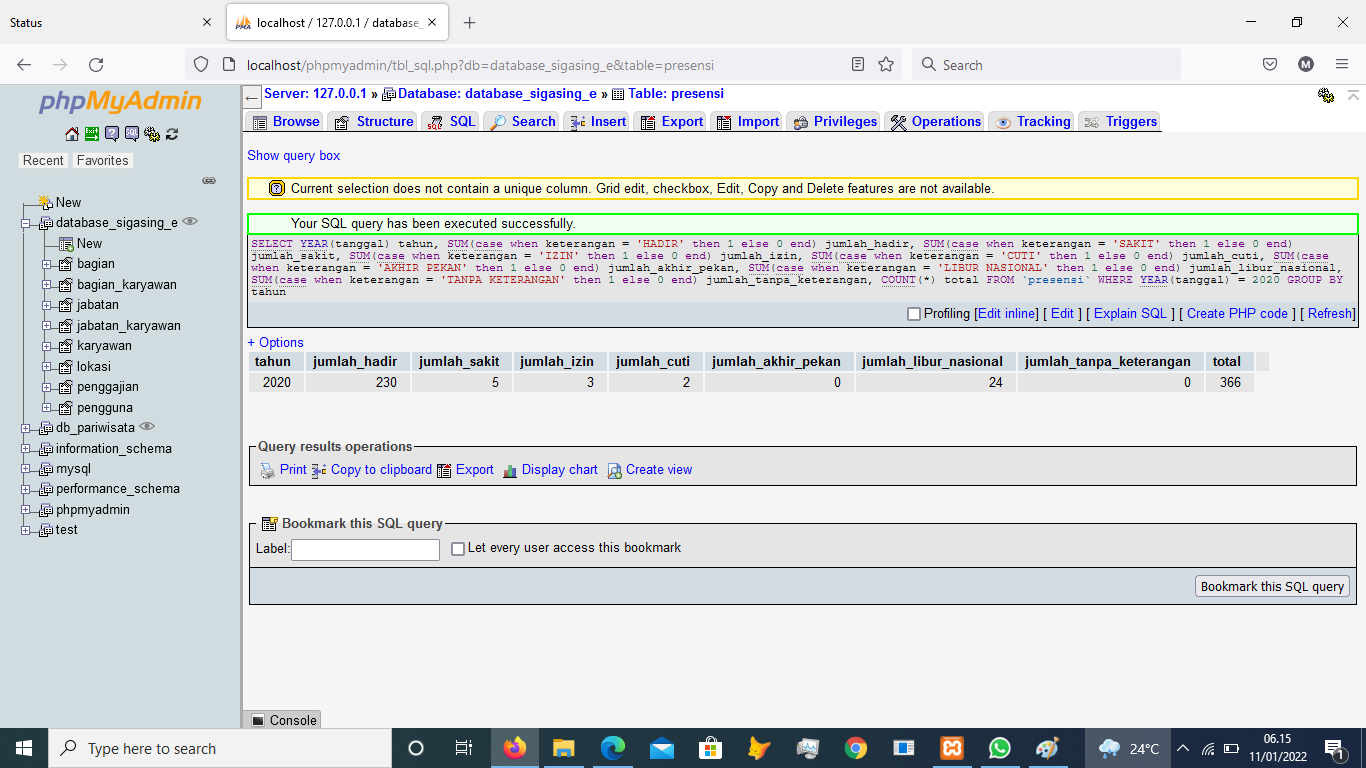 Status
localhost / 127.0.0.1 / database_
localhost/phpmyadmin/tbl_sql.php?db=database_sigasing_e&table=presensi
Search
M
phpMyAdmin
Server: 127.0.0.1 » Database: database_sigasing_e » Table: presensi
Browse Structure SQL Search Insert Export Import Privileges Operations Tracking Triggers
Recent Favorites
New
database_sigasing_e
New
bagian
bagian_karyawan
jabatan
jabatan_karyawan
karyawan
lokasi
penggajian
pengguna
db_pariwisata
information_schema
mysql
performance_schema
phpmyadmin
test
Show query box
Current selection does not contain a unique column. Grid edit, checkbox, Edit, Copy and Delete features are not available.
Your SQL query has been executed successfully.
SELECT YEAR(tanggal) tahun, SUM(case when keterangan = 'HADIR' then 1 else 0 end) jumlah_hadir, SUM(case when keterangan = 'SAKIT' then 1 else 0 end)
jumlah_sakit, SUM(case when keterangan = 'IZIN' then 1 else 0 end) jumlah_izin, SUM(case when keterangan = 'CUTI' then 1 else 0 end) jumlah_cuti, SUM(case
when keterangan = 'AKHIR PEKAN' then 1 else 0 end) jumlah_akhir_pekan, SUM(case when keterangan = 'LIBUR NASIONAL' then 1 else 0 end) jumlah_libur_nasional,
SUM(case when keterangan = 'TANPA KETERANGAN' then 1 else 0 end) jumlah_tanpa_keterangan, COUNT(*) total FROM `presensi` WHERE YEAR(tanggal) = 2020 GROUP BY
tahun
Profiling [Edit inline] [ Edit ] [ Explain SQL ] [ Create PHP code ] [ Refresh]
+ Options
tahun jumlah_hadir jumlah_sakit jumlah_izin jumlah_cuti jumlah_akhir_pekan jumlah_libur_nasional jumlah_tanpa_keterangan total
2020 230 5 3 2 0 24 0 366
Query results operations
Print Copy to clipboard Export Display chart Create view
Bookmark this SQL query
Label: Let every user access this bookmark
Bookmark this SQL query
Console
Type here to search
24°C
06.15
11/01/2022
1